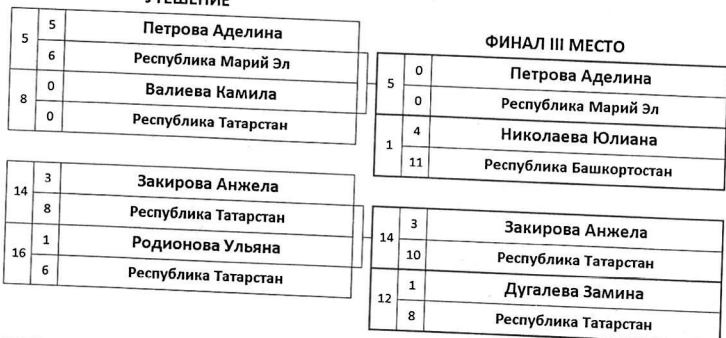 УТЕШЕНИЕ
5
5
Петрова Аделина
6
Республика Марий Эл
8
0
Валиева Камила
0
Республика Татарстан
14
3
Закирова Анжела
8
Республика Татарстан
16
1
Родионова Ульяна
6
Республика Татарстан
ФИНАЛ III МЕСТО
5
0
Петрова Аделина
0
Республика Марий Эл
1
4
Николаева Юлиана
11
Республика Башкортостан
14
3
Закирова Анжела
10
Республика Татарстан
12
1
Дугалева Замина
8
Республика Татарстан